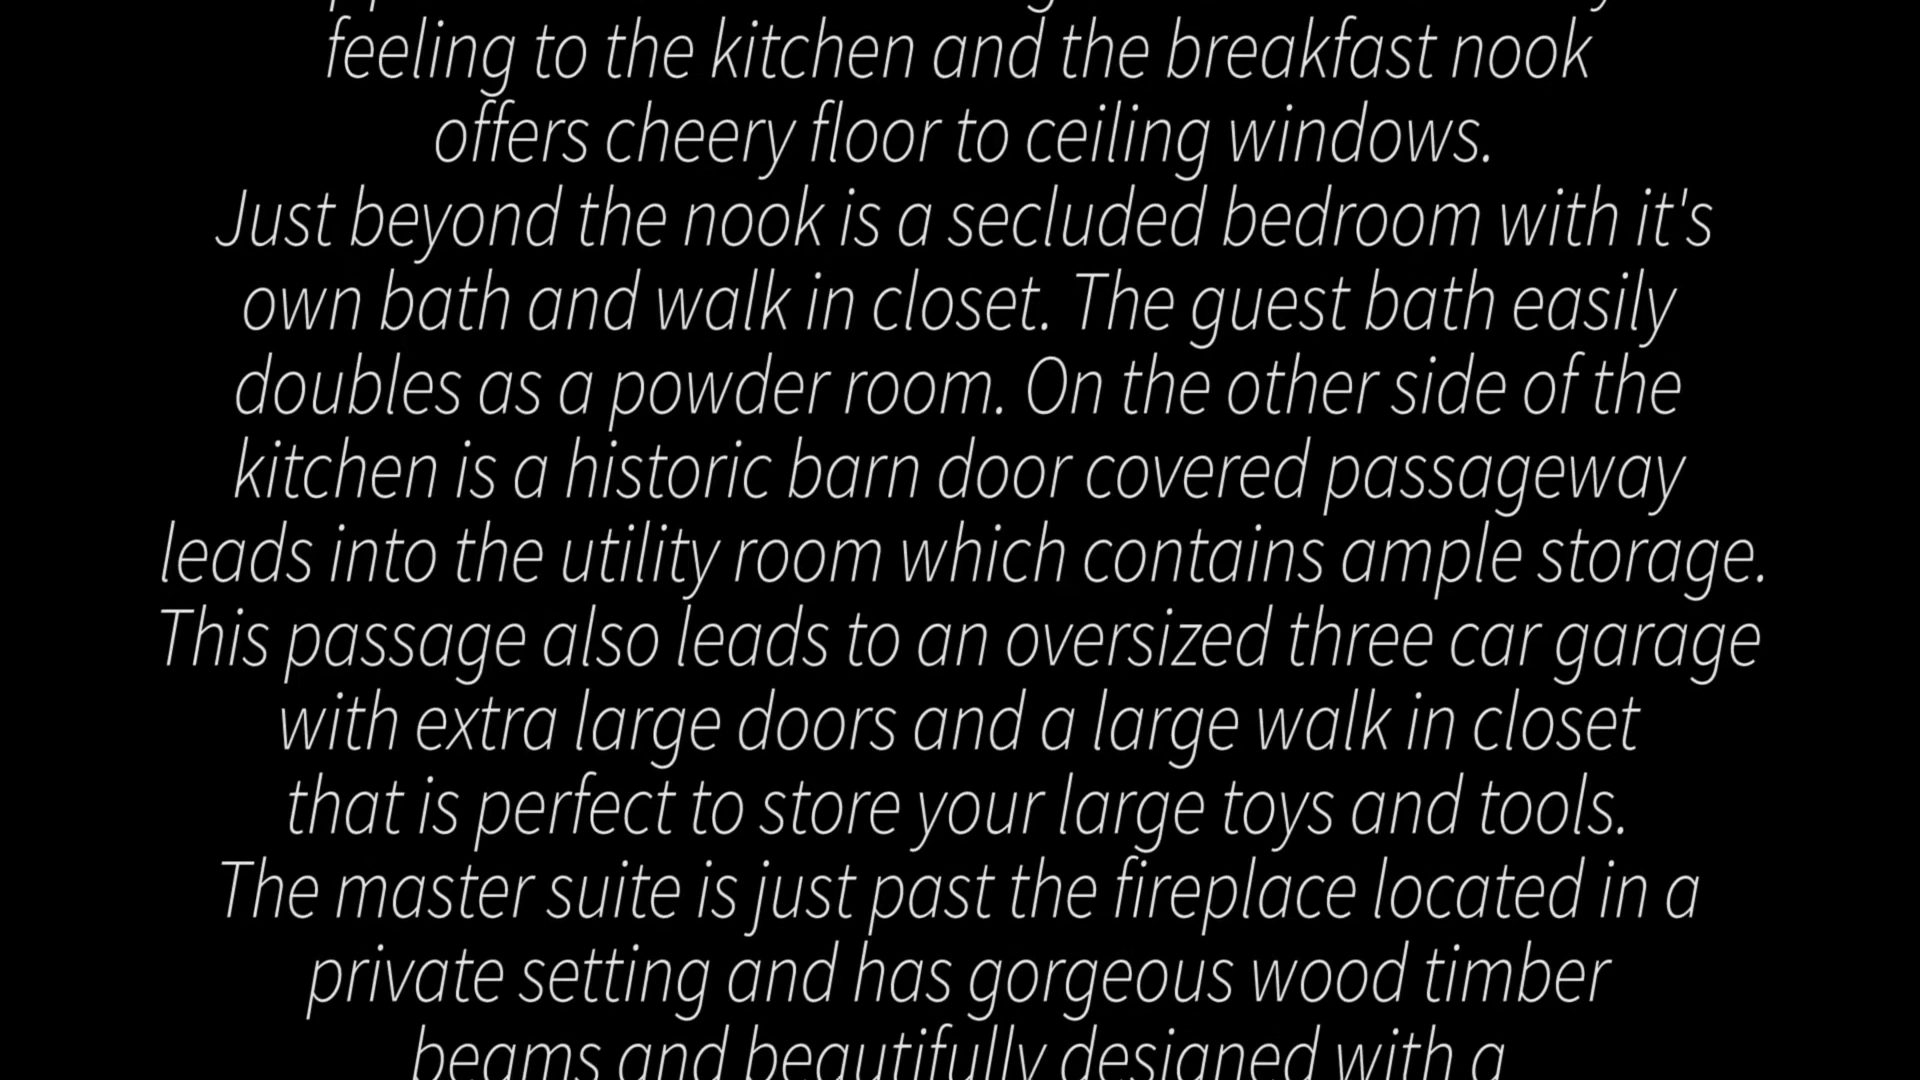 feeling to the kitchen and the breakfast nook
offers cheery floor to ceiling windows.
Just beyond the nook is a secluded bedroom with it's
own bath and walk in closet. The guest bath easily
doubles as a powder room. On the other side of the
kitchen is a historic barn door covered passageway
leads into the utility room which contains ample storage.
This passage also leads to an oversized three car garage
with extra large doors and a large walk in closet
that is perfect to store your large toys and tools.
The master suite is just past the fireplace located in a
private setting and has gorgeous wood timber
beams and beautifully designed with a